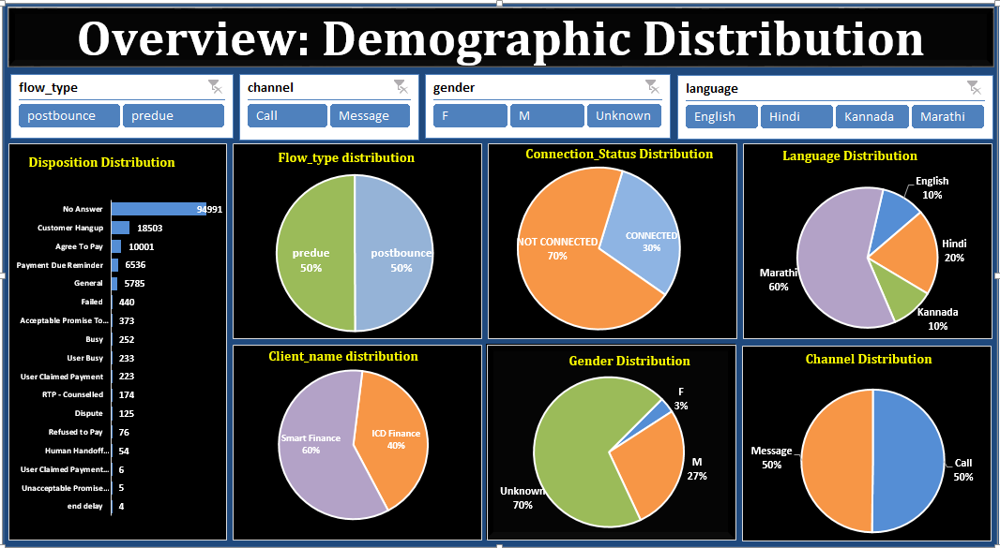 Overview: Demographic Distribution
flow_type
postbounce
predue
channel
Call
Message
gender
F
M
Unknown
language
English
Hindi
Kannada
Marathi
Disposition Distribution
No Answer 94991
Customer Hangup 18503
Agree To Pay 10001
Payment Due Reminder 6536
General 5785
Failed 440
Acceptable Promise To... 373
Busy 252
User Busy 233
User Claimed Payment 223
RTP - Counselled 174
Dispute 125
Refused to Pay 76
Human Handoff... 54
User Claimed Payment... 6
Unacceptable Promise... 5
end delay 4
Flow_type distribution
predue
50%
postbounce
50%
Connection_Status Distribution
NOT CONNECTED
70%
CONNECTED
30%
Language Distribution
English
10%
Hindi
20%
Kannada
10%
Marathi
60%
Client_name distribution
Smart Finance
60%
ICD Finance
40%
Gender Distribution
F
3%
M
27%
Unknown
70%
Channel Distribution
Message
50%
Call
50%